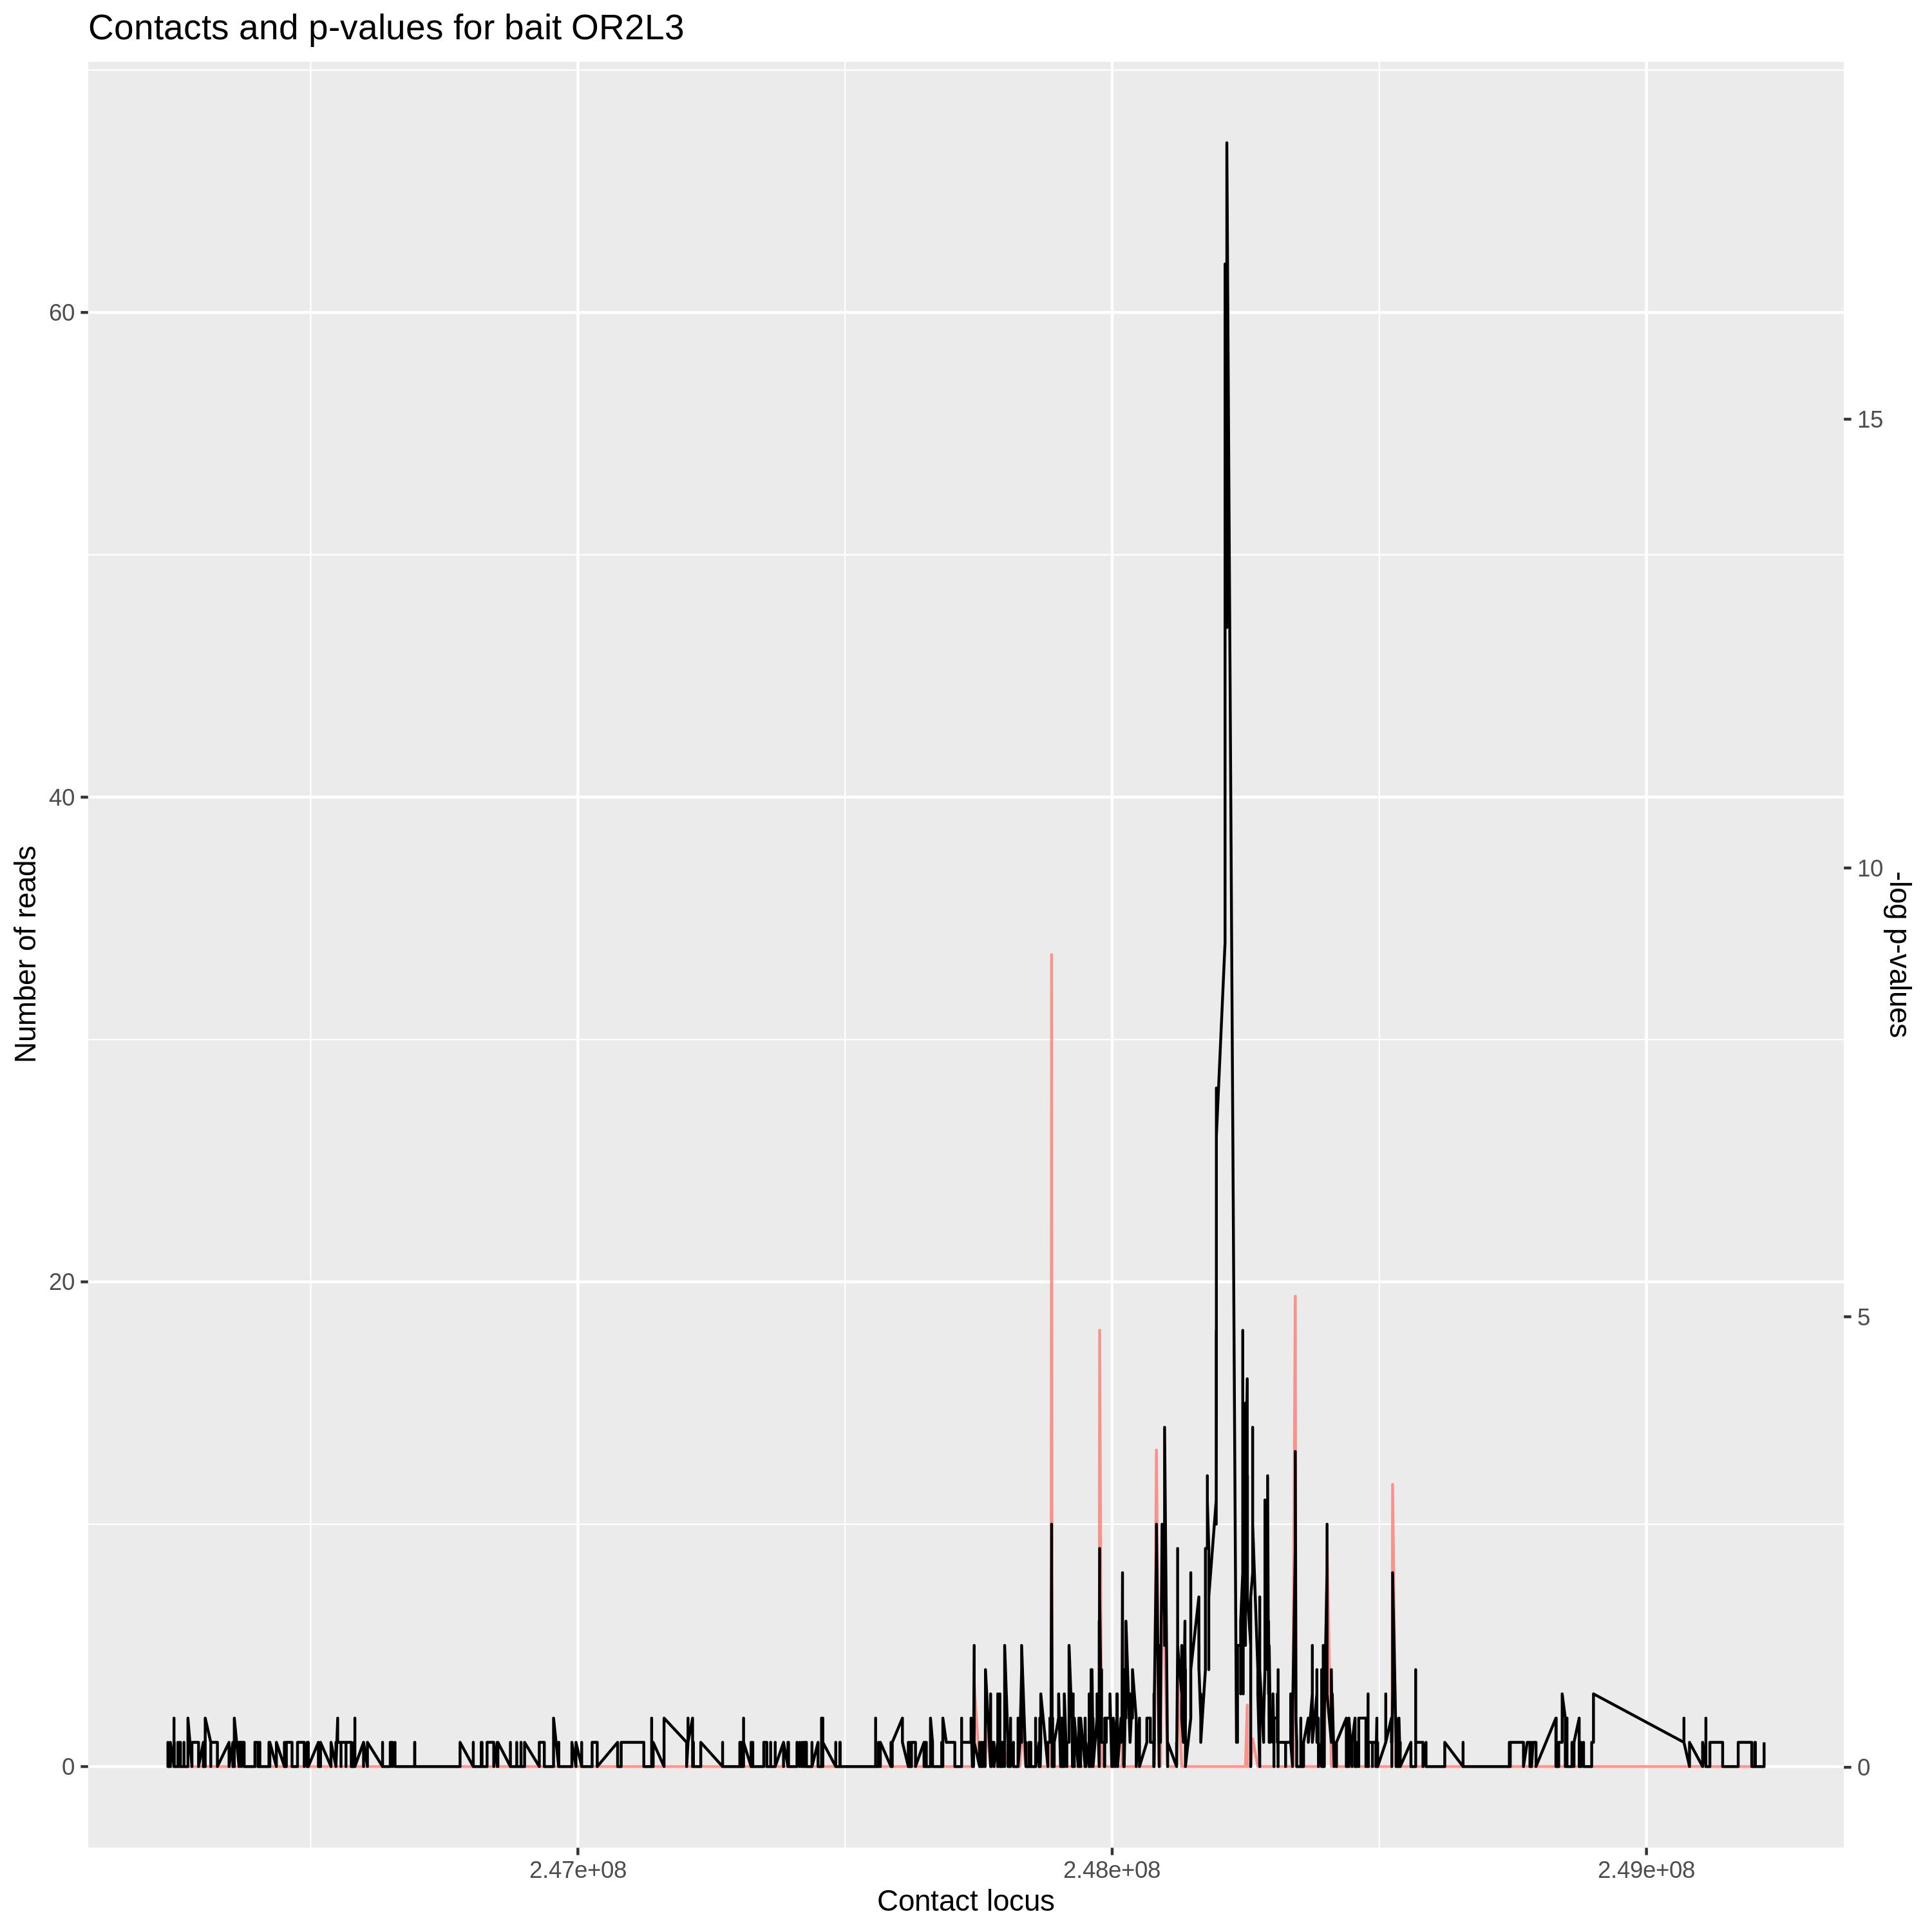 Contacts and p-values for bait OR2L3
60
40
20
0
Number of reads
15
10
5
0
-log p-values
2.47e+08
2.48e+08
2.49e+08
Contact locus